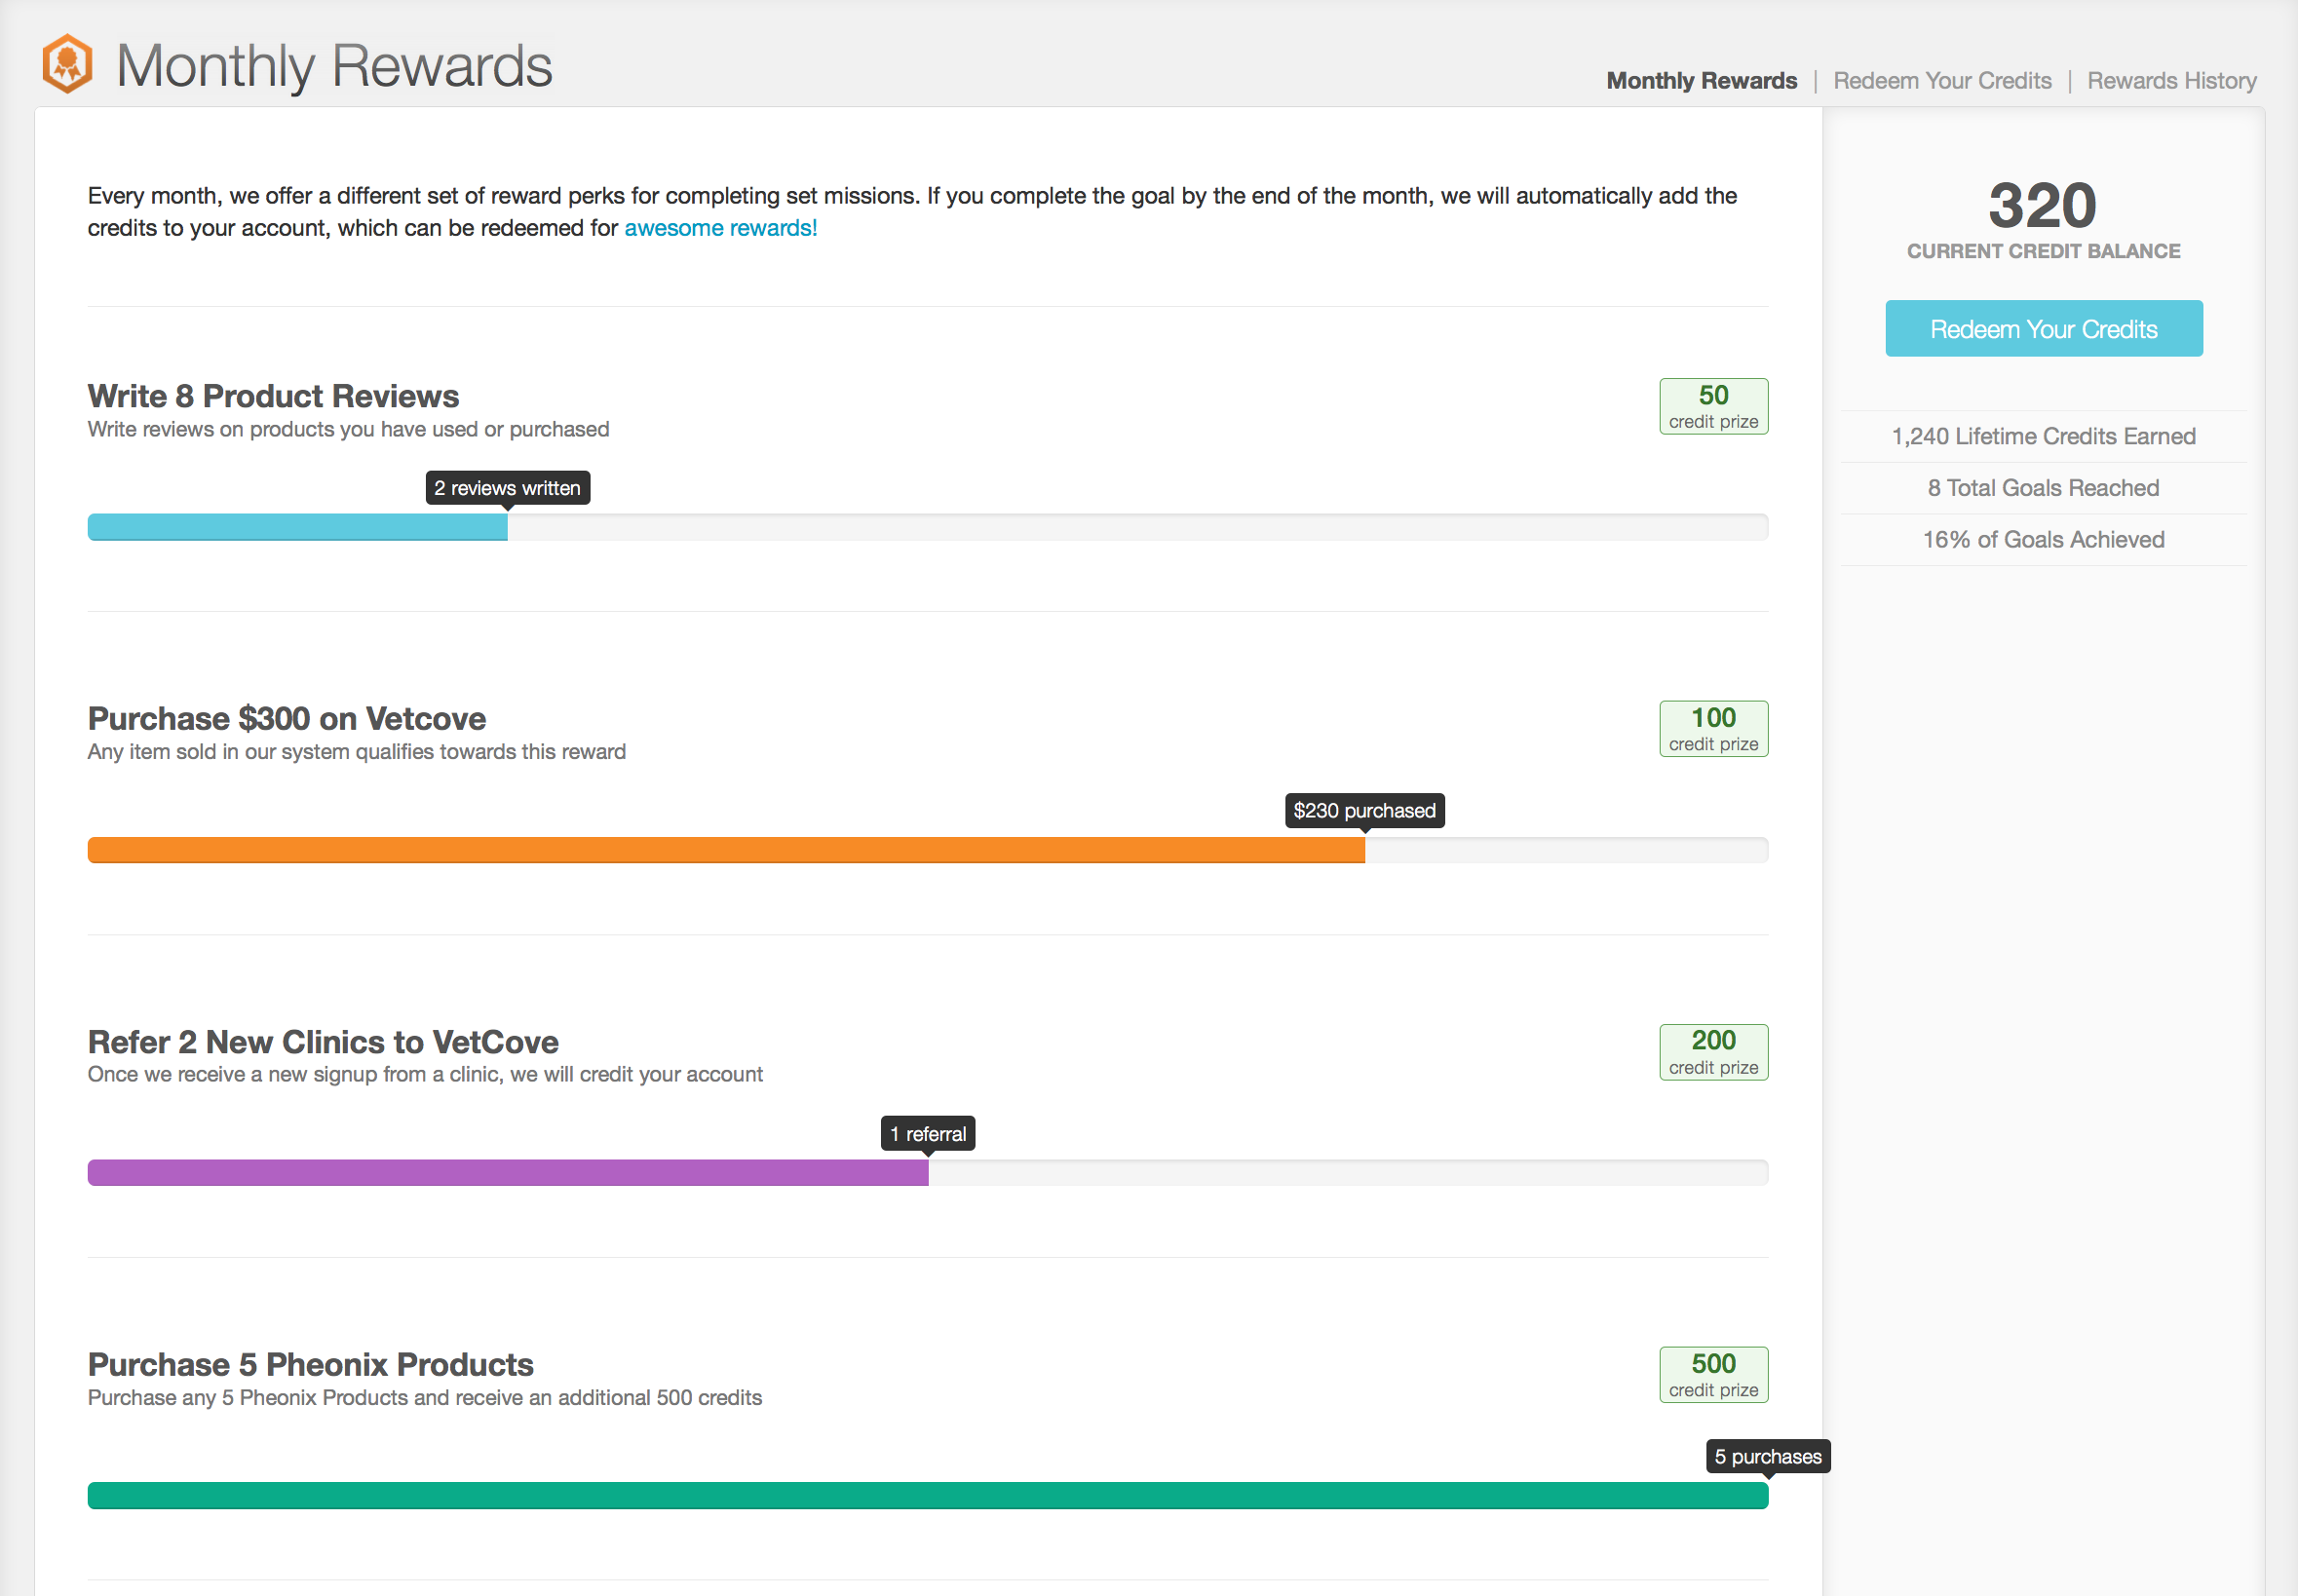 Monthly Rewards
Monthly Rewards | Redeem Your Credits | Rewards History
Every month, we offer a different set of reward perks for completing set missions. If you complete the goal by the end of the month, we will automatically add the
credits to your account, which can be redeemed for awesome rewards!
320
CURRENT CREDIT BALANCE
Redeem Your Credits
1,240 Lifetime Credits Earned
8 Total Goals Reached
16% of Goals Achieved
Write 8 Product Reviews
Write reviews on products you have used or purchased
50
credit prize
2 reviews written
Purchase $300 on Vetcove
Any item sold in our system qualifies towards this reward
100
credit prize
$230 purchased
Refer 2 New Clinics to VetCove
Once we receive a new signup from a clinic, we will credit your account
200
credit prize
1 referral
Purchase 5 Pheonix Products
Purchase any 5 Pheonix Products and receive an additional 500 credits
500
credit prize
5 purchases